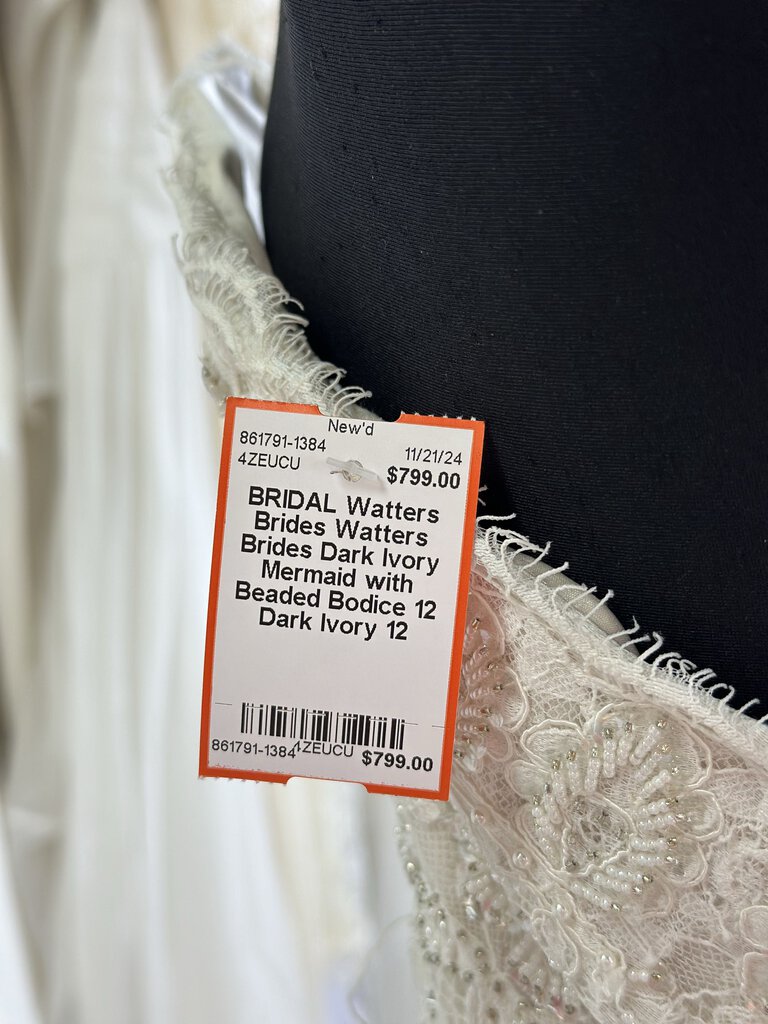 New'd
861791-1384 11/21/24
4ZEUCU $799.00
BRIDAL Watters
Brides Watters
Brides Dark Ivory
Mermaid with
Beaded Bodice 12
Dark Ivory 12
861791-1384 4ZEUCU $799.00